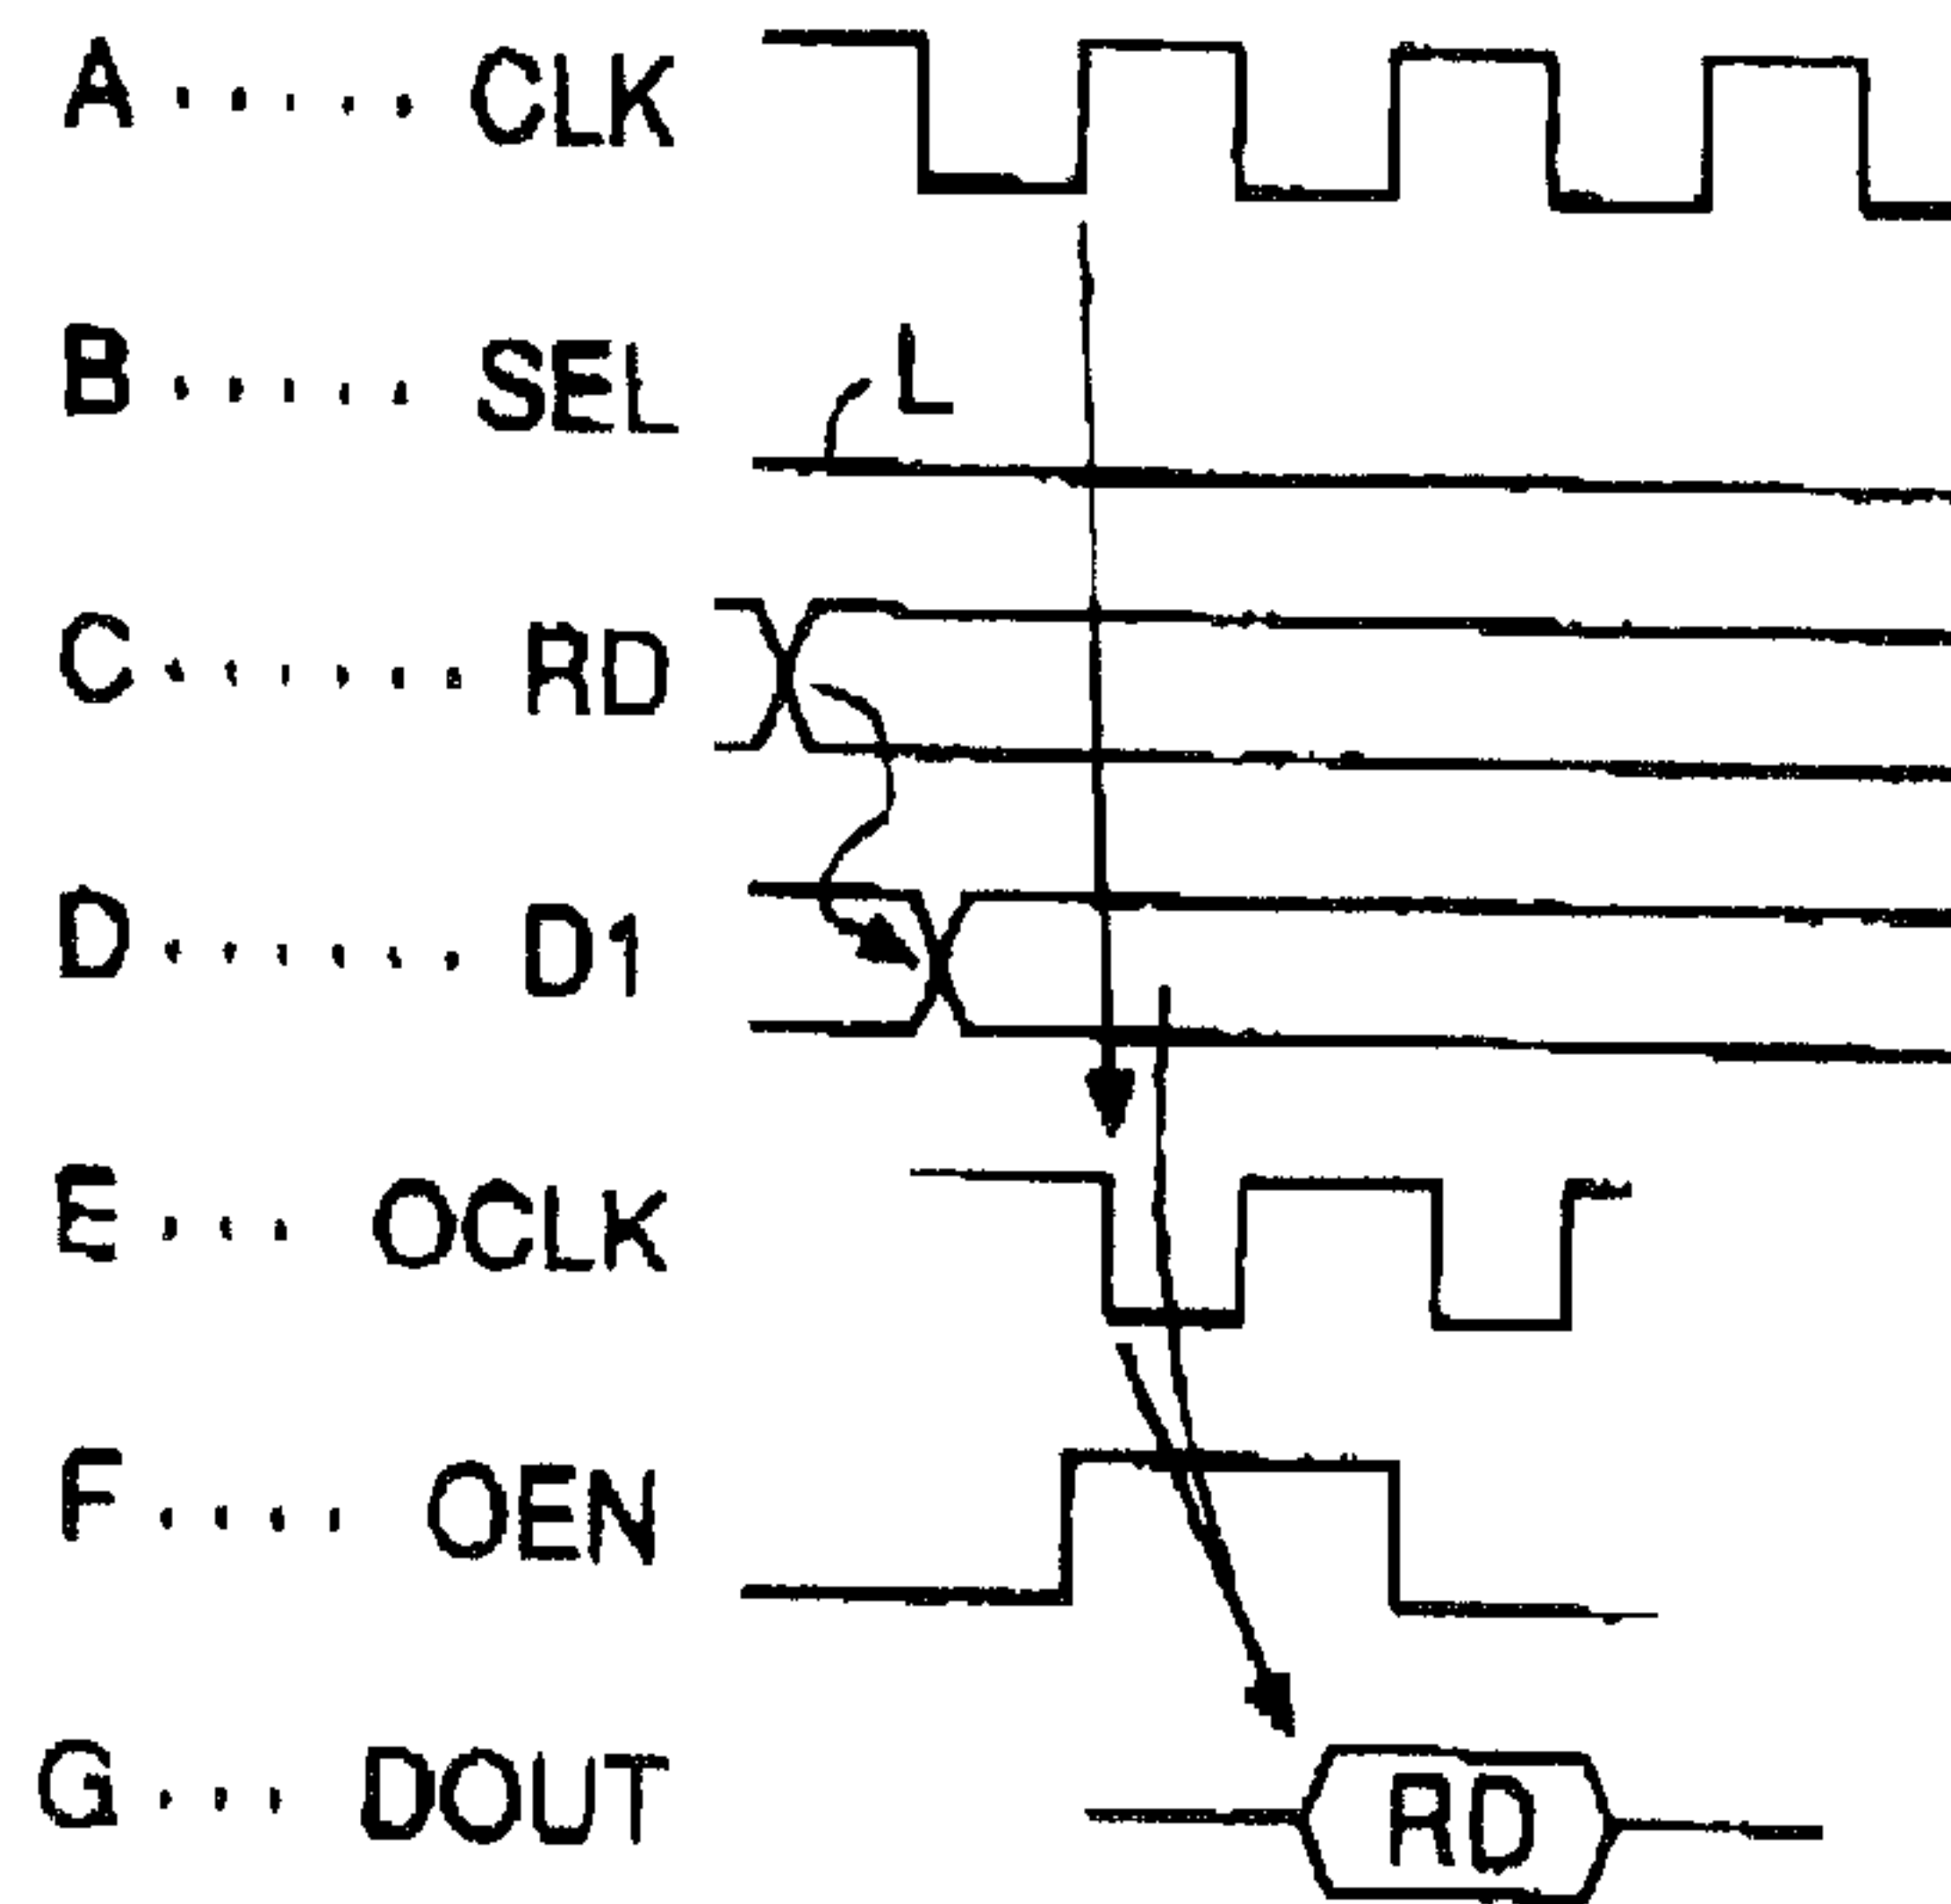 A ..... CLK
B ..... SEL
L
C ...... RD
D ...... D1
E ... OCLK
F .... OEN
G ... DOUT
RD